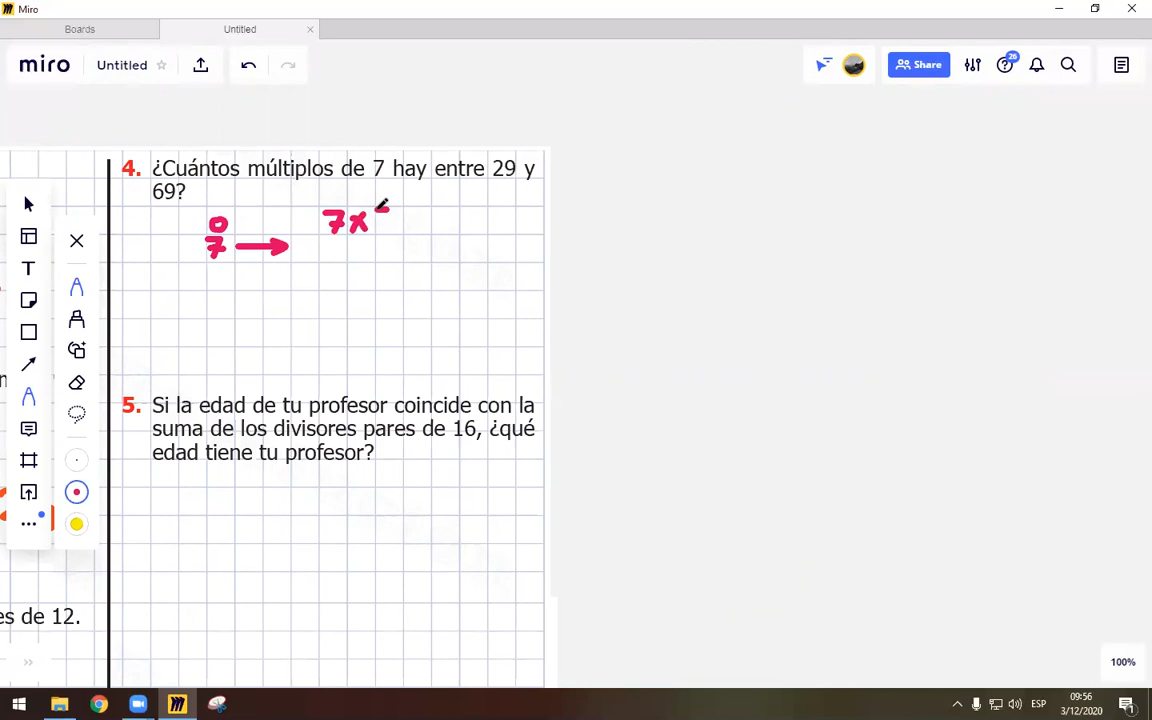 Miro
Boards
Untitled
miro
Untitled
Share
26
4. ¿Cuántos múltiplos de 7 hay entre 29 y
69?
7x
o
7
T
5. Si la edad de tu profesor coincide con la
suma de los divisores pares de 16, ¿qué
edad tiene tu profesor?
es de 12.
100%
ESP
09:56
3/12/2020
1